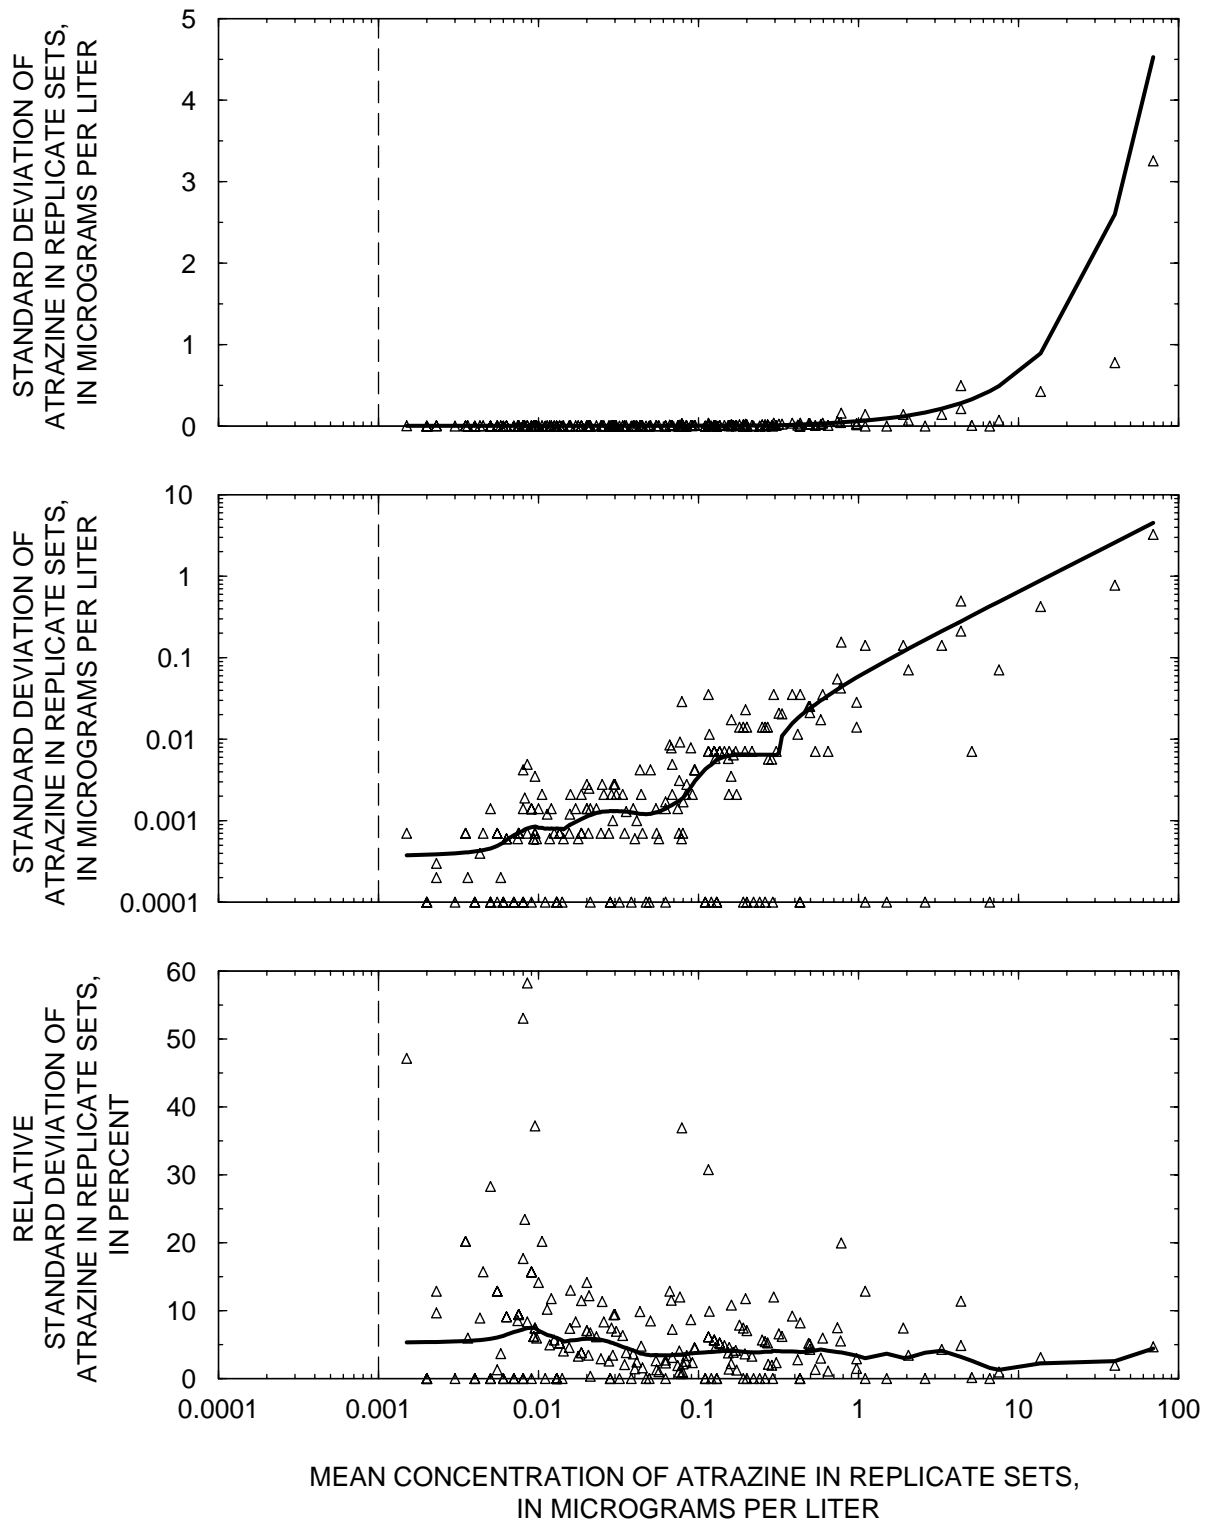 STANDARD DEVIATION OF
ATRAZINE IN REPLICATE SETS,
IN MICROGRAMS PER LITER
5
4
3
2
1
0
STANDARD DEVIATION OF
ATRAZINE IN REPLICATE SETS,
IN MICROGRAMS PER LITER
10
1
0.1
0.01
0.001
0.0001
RELATIVE
STANDARD DEVIATION OF
ATRAZINE IN REPLICATE SETS,
IN PERCENT
60
50
40
30
20
10
0
0.0001 0.001 0.01 0.1 1 10 100
MEAN CONCENTRATION OF ATRAZINE IN REPLICATE SETS,
IN MICROGRAMS PER LITER